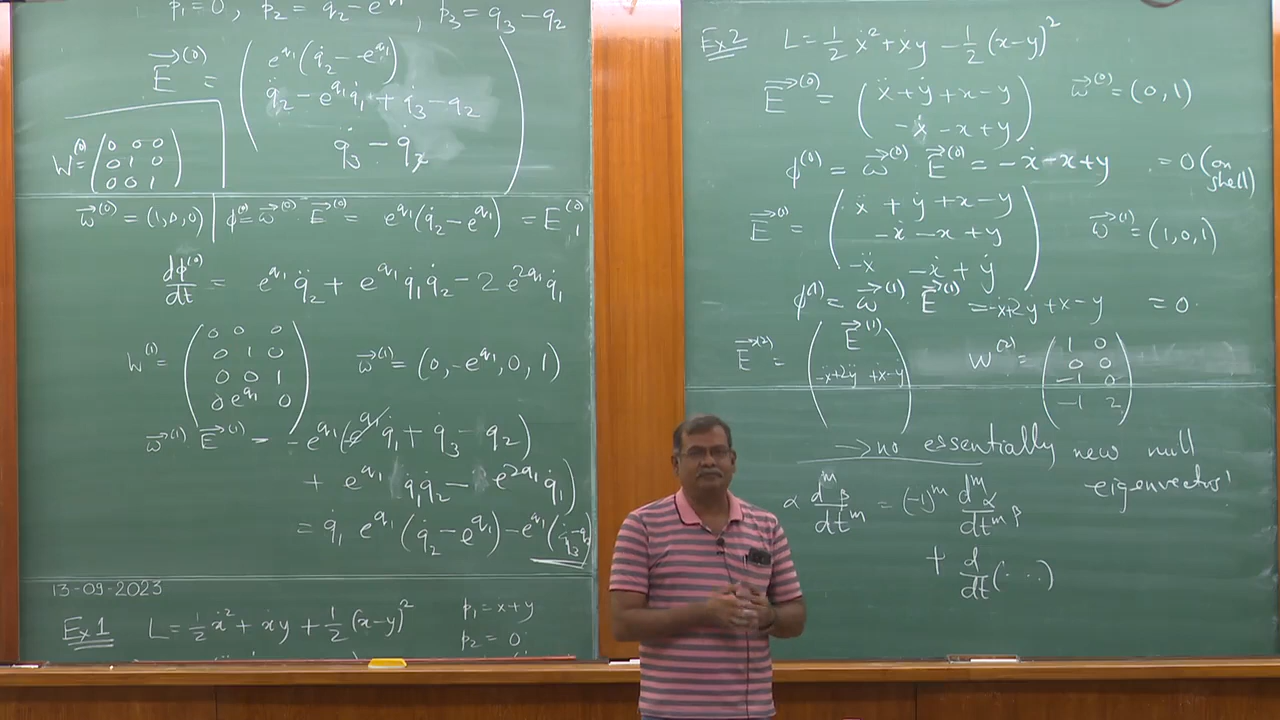 p₁ = 0, p₂ = q₂ − e^{q₁}, p₃ = q₃ − q₂
E⃗^{(0)} = ( e^{q₁}(q̇₂ − e^{q₁})
q̈₂ − e^{q₁}q̇₁ + q̇₃ − q₂
q̈₃ − q̇₂ )
W^{(0)} = ( 0 0 0
0 1 0
0 0 1 )
w⃗^{(0)} = (1,0,0) | φ^{(0)} = w⃗^{(0)}. E⃗^{(0)} = e^{q₁}(q̇₂ − e^{q₁}) = E₁^{(0)}
dφ^{(0)}/dt = e^{q₁} q̈₂ + e^{q₁} q̇₁ q̇₂ − 2 e^{2q₁} q̇₁
W^{(1)} = ( 0 0 0
0 1 0
0 0 1
0 e^{q₁} 0 )
w⃗^{(1)} = (0, −e^{q₁}, 0, 1)
w⃗^{(1)} E⃗^{(1)} = −e^{q₁}(−e^{q₁} q̇₁ + q̇₃ − q₂)
+ e^{q₁} q̇₁q̇₂ − e^{2q₁} q̇₁)
= q̇₁ e^{q₁}(q̇₂ − e^{q₁}) − e^{q₁}(q̇₃ − q₂)
13-09-2023
Ex 1 L = ½ ẋ² + ẋy + ½ (x−y)²
p₁ = x + y
p₂ = 0
Ex 2 L = ½ ẋ² + ẋy − ½ (x−y)²
E⃗^{(0)} = ( ẍ + ẏ + x − y
− ẋ − x + y ) w⃗^{(0)} = (0, 1)
φ^{(0)} = w⃗^{(0)}. E⃗^{(0)} = − ẋ − x + y = 0 (on shell)
E⃗^{(1)} = ( ẍ + ẏ + x − y
− ẋ − x + y
−ẍ − ẋ + ẏ ) w⃗^{(1)} = (1, 0, 1)
φ^{(1)} = w⃗^{(1)}. E⃗^{(1)} = −ẋ+2ẏ + x − y = 0.
E⃗^{(2)} = ( E⃗^{(1)}
−ẍ+2ÿ + ẋ − ẏ )
W^{(2)} = ( 1 0
0 0
−1 0
−1 2 )
→ no essentially new null
eigenvectors!
α d^m β/dt^m = (−1)^m d^m α/dt^m β
+ d/dt (.....)